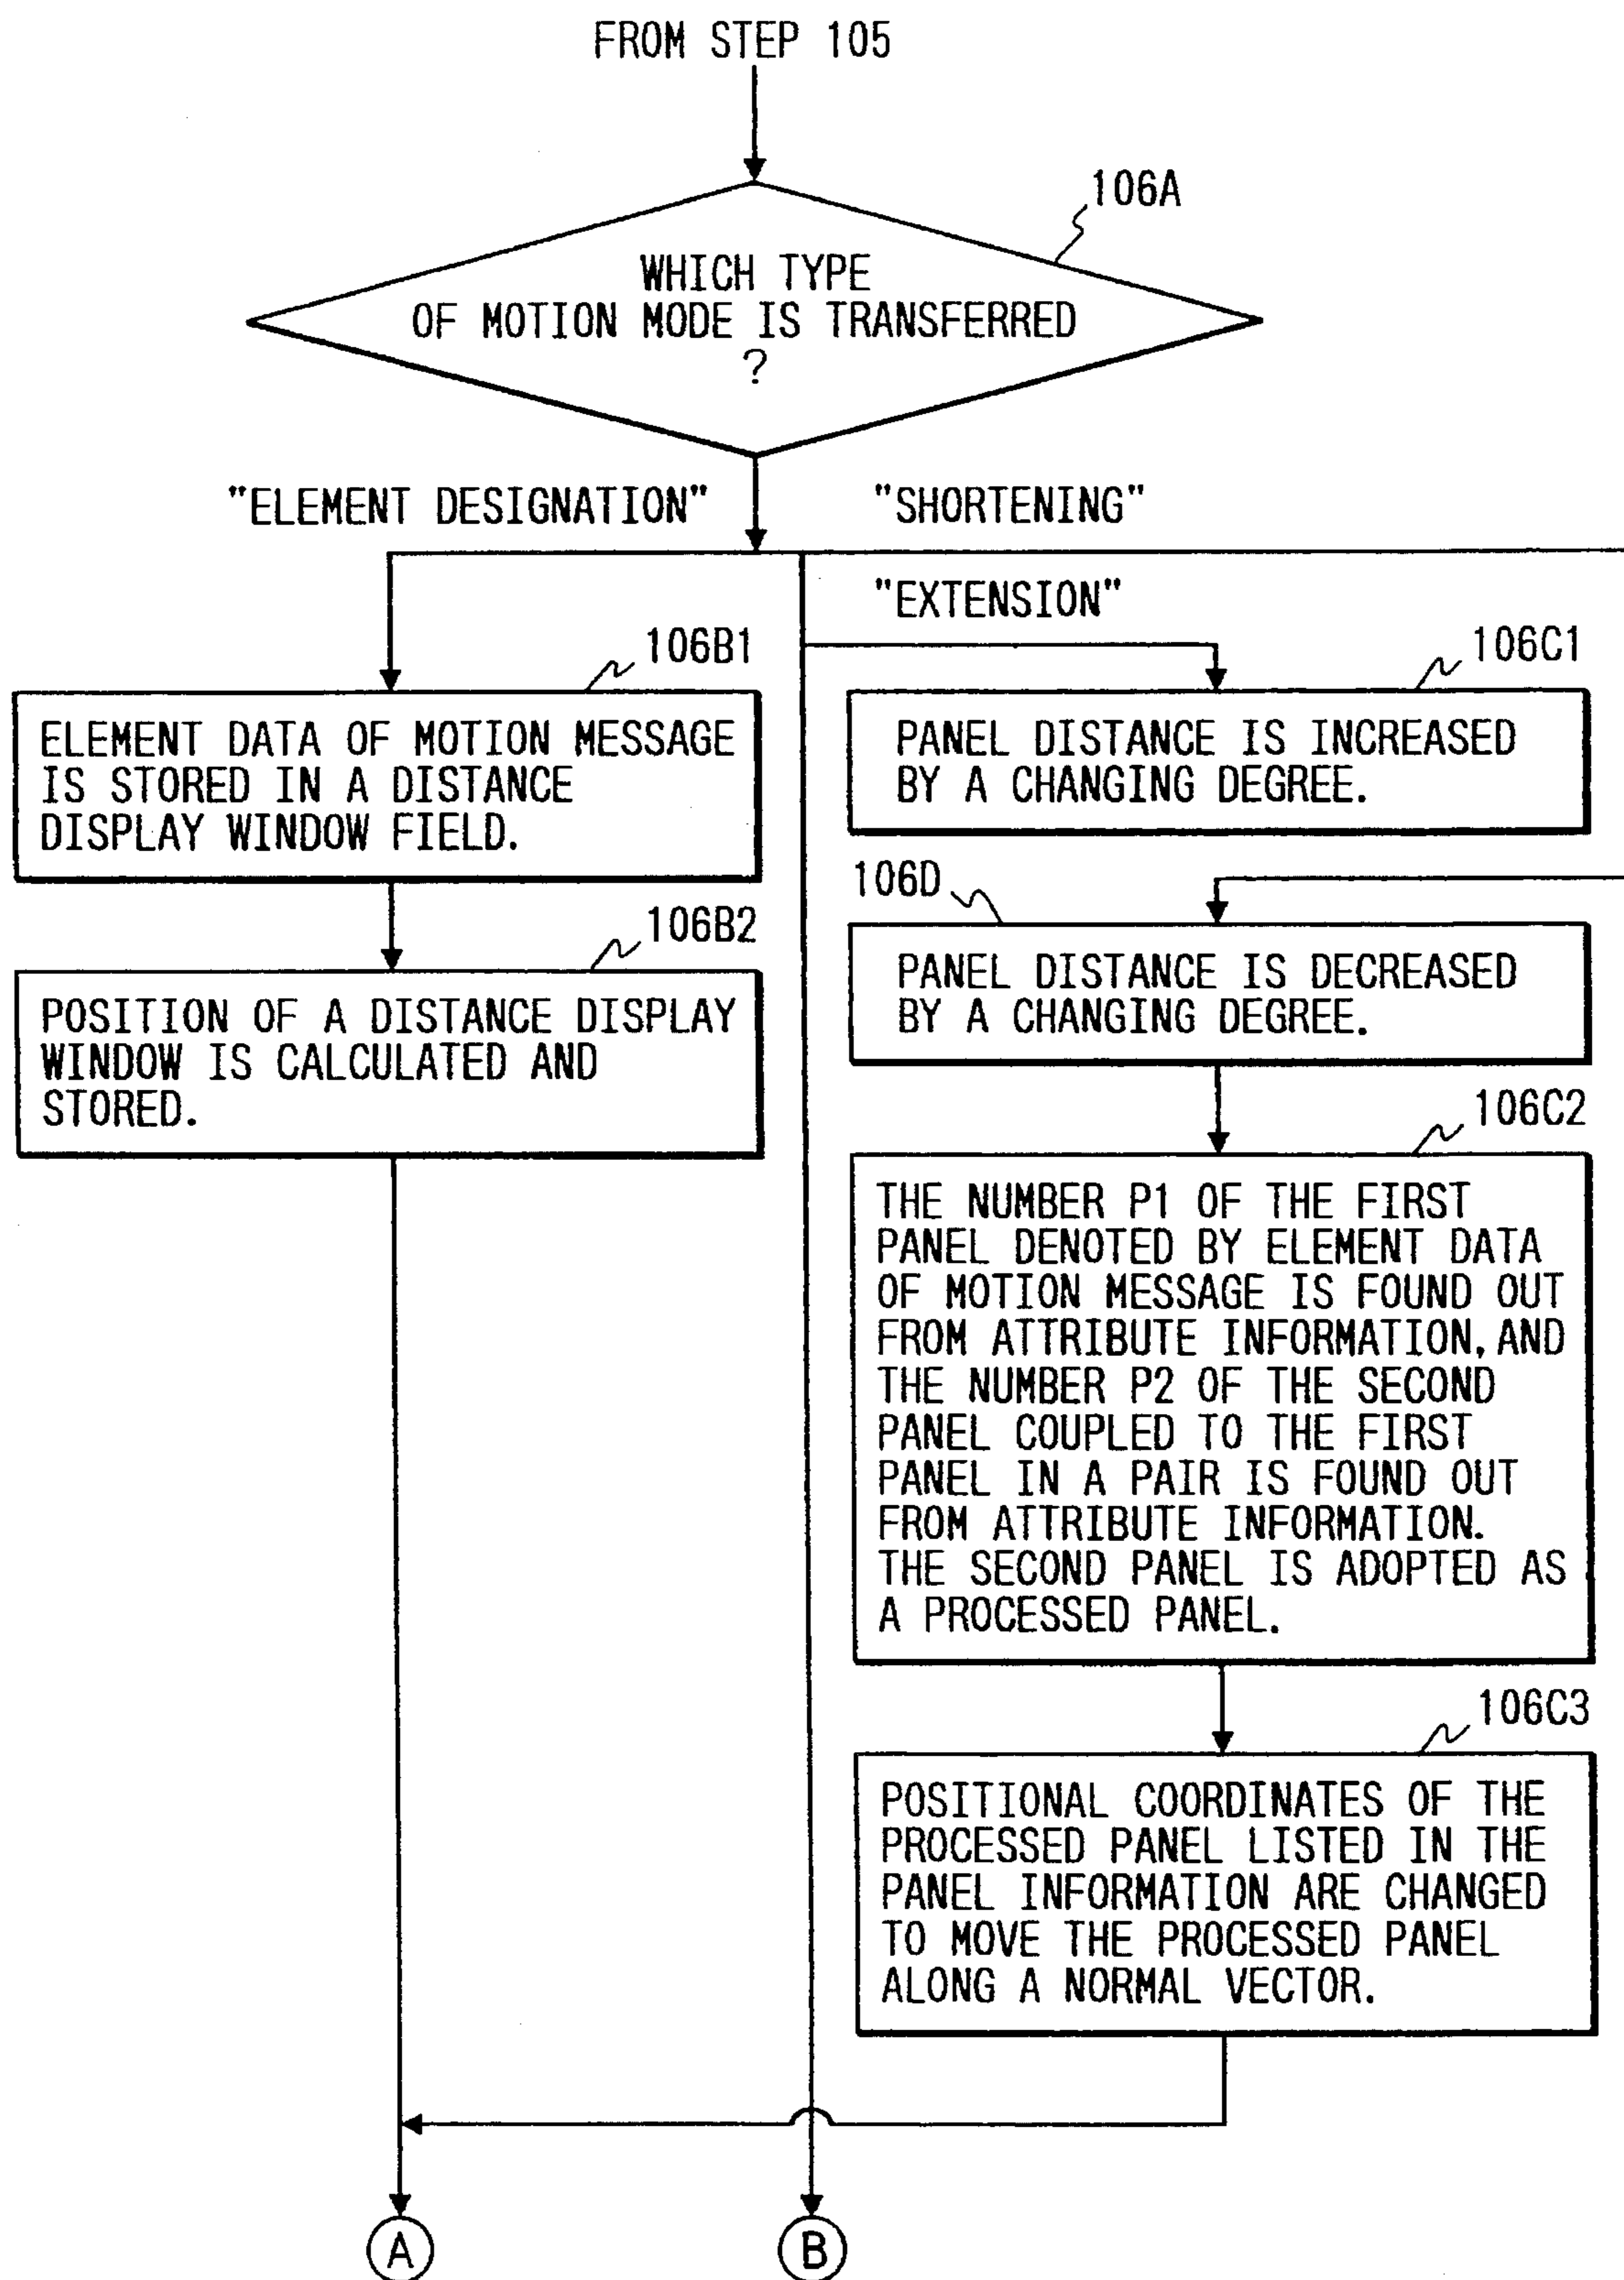 FROM STEP 105
106A
WHICH TYPE
OF MOTION MODE IS TRANSFERRED
?
"ELEMENT DESIGNATION"
"SHORTENING"
"EXTENSION"
106B1
ELEMENT DATA OF MOTION MESSAGE
IS STORED IN A DISTANCE
DISPLAY WINDOW FIELD.
106B2
POSITION OF A DISTANCE DISPLAY
WINDOW IS CALCULATED AND
STORED.
106C1
PANEL DISTANCE IS INCREASED
BY A CHANGING DEGREE.
106D
PANEL DISTANCE IS DECREASED
BY A CHANGING DEGREE.
106C2
THE NUMBER P1 OF THE FIRST
PANEL DENOTED BY ELEMENT DATA
OF MOTION MESSAGE IS FOUND OUT
FROM ATTRIBUTE INFORMATION, AND
THE NUMBER P2 OF THE SECOND
PANEL COUPLED TO THE FIRST
PANEL IN A PAIR IS FOUND OUT
FROM ATTRIBUTE INFORMATION.
THE SECOND PANEL IS ADOPTED AS
A PROCESSED PANEL.
106C3
POSITIONAL COORDINATES OF THE
PROCESSED PANEL LISTED IN THE
PANEL INFORMATION ARE CHANGED
TO MOVE THE PROCESSED PANEL
ALONG A NORMAL VECTOR.
A
B